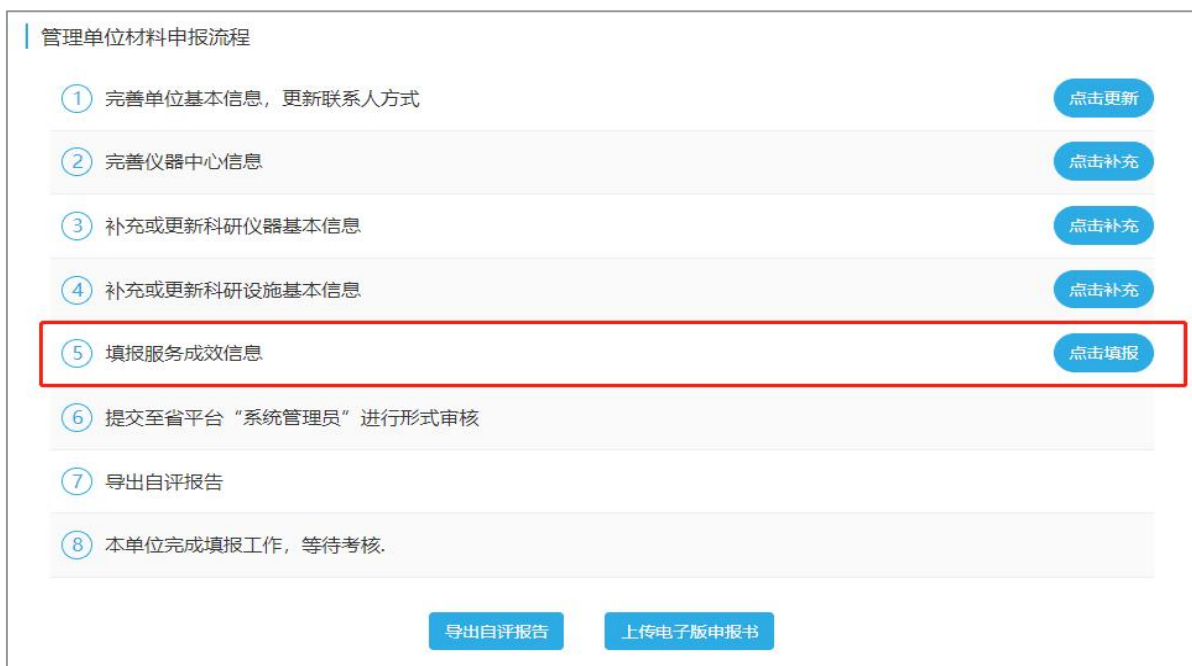 管理单位材料申报流程
1 完善单位基本信息，更新联系人方式 点击更新
2 完善仪器中心信息 点击补充
3 补充或更新科研仪器基本信息 点击补充
4 补充或更新科研设施基本信息 点击补充
5 填报服务成效信息 点击填报
6 提交至省平台“系统管理员”进行形式审核
7 导出自评报告
8 本单位完成填报工作，等待考核.
导出自评报告 上传电子版申报书